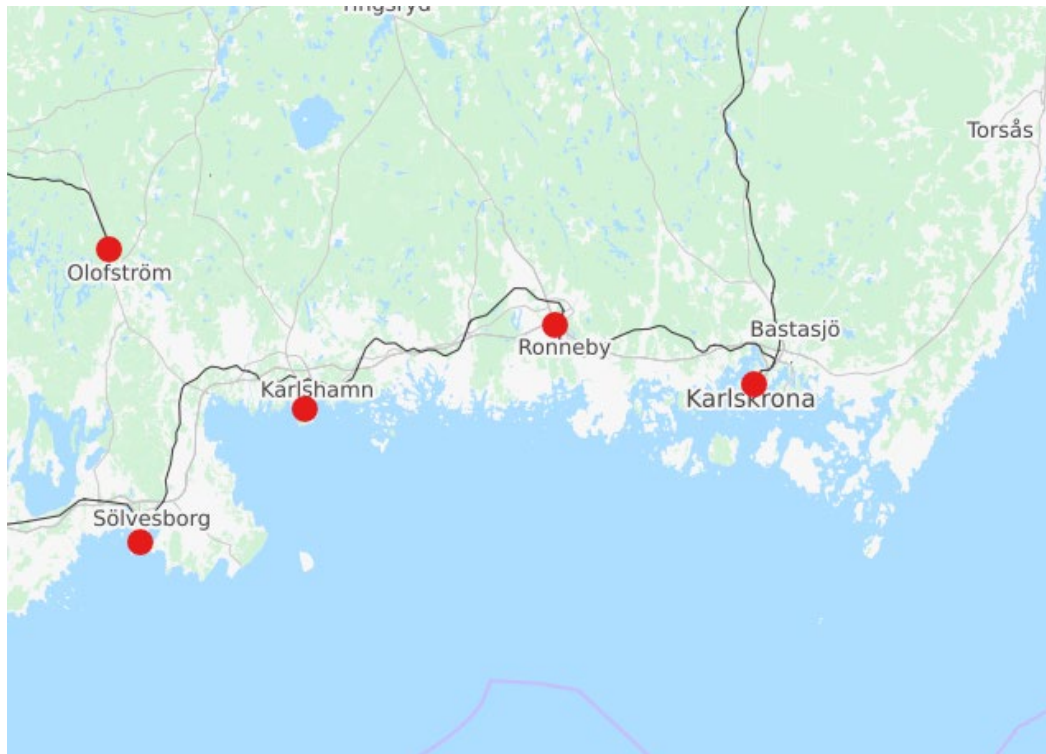 Torsås
Olofström
Bastasjö
Ronneby
Karlshamn
Karlskrona
Sölvesborg